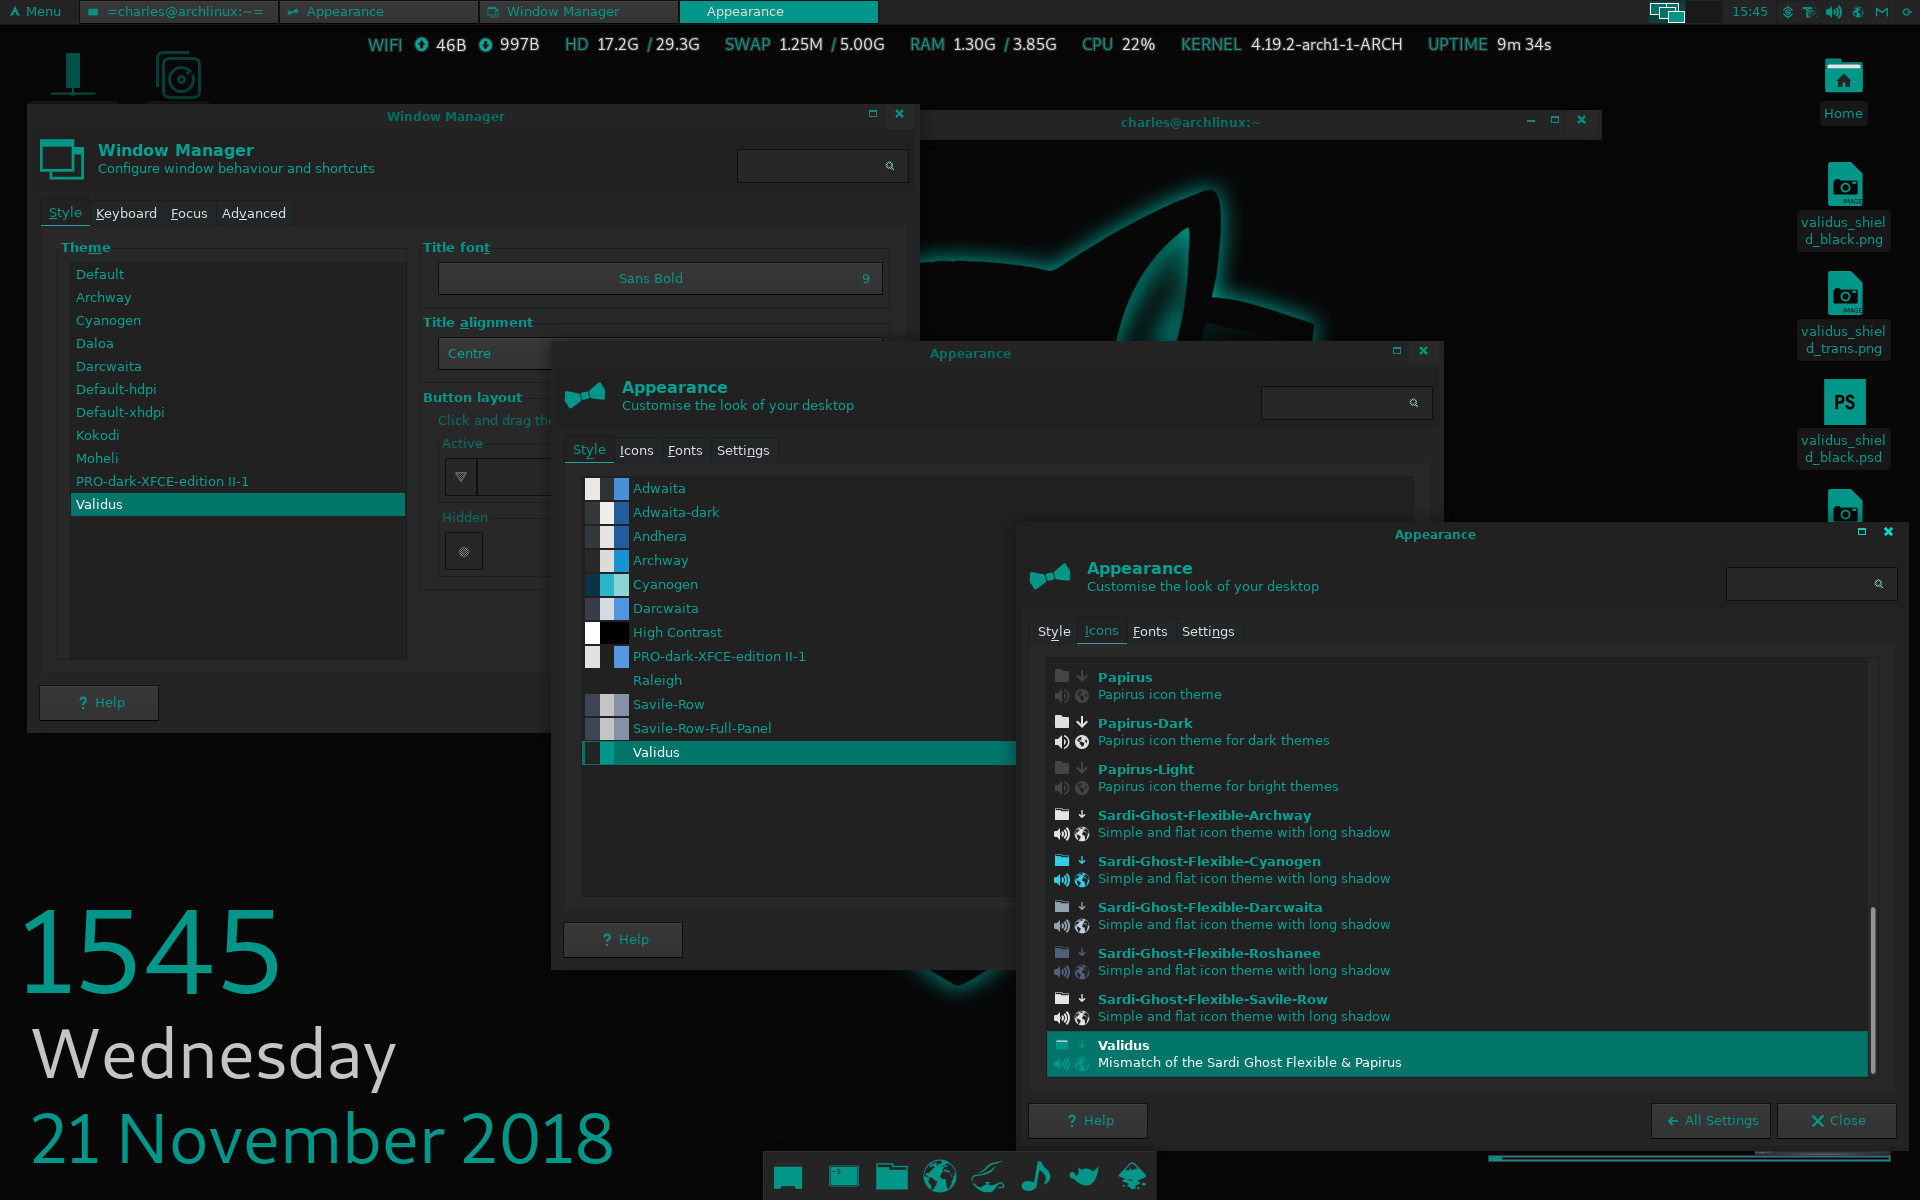 Menu
=charles@archlinux:~=
Appearance
Window Manager
Appearance
15:45
WIFI 46B 997B HD 17.2G / 29.3G SWAP 1.25M / 5.00G RAM 1.30G / 3.85G CPU 22% KERNEL 4.19.2-arch1-1-ARCH UPTIME 9m 34s
Home
validus_shiel
d_black.png
validus_shiel
d_trans.png
PS
validus_shiel
d_black.psd
IMAGE
IMAGE
charles@archlinux:~
Window Manager
Window Manager
Configure window behaviour and shortcuts
Style Keyboard Focus Advanced
Theme
Default
Archway
Cyanogen
Daloa
Darcwaita
Default-hdpi
Default-xhdpi
Kokodi
Moheli
PRO-dark-XFCE-edition II-1
Validus
Title font
Sans Bold 9
Title alignment
Centre
Button layout
Click and drag the
Active
Hidden
? Help
Appearance
Appearance
Customise the look of your desktop
Style Icons Fonts Settings
Adwaita
Adwaita-dark
Andhera
Archway
Cyanogen
Darcwaita
High Contrast
PRO-dark-XFCE-edition II-1
Raleigh
Savile-Row
Savile-Row-Full-Panel
Validus
? Help
Appearance
Appearance
Customise the look of your desktop
Style Icons Fonts Settings
Papirus
Papirus icon theme
Papirus-Dark
Papirus icon theme for dark themes
Papirus-Light
Papirus icon theme for bright themes
Sardi-Ghost-Flexible-Archway
Simple and flat icon theme with long shadow
Sardi-Ghost-Flexible-Cyanogen
Simple and flat icon theme with long shadow
Sardi-Ghost-Flexible-Darcwaita
Simple and flat icon theme with long shadow
Sardi-Ghost-Flexible-Roshanee
Simple and flat icon theme with long shadow
Sardi-Ghost-Flexible-Savile-Row
Simple and flat icon theme with long shadow
Validus
Mismatch of the Sardi Ghost Flexible & Papirus
? Help
All Settings
Close
1545
Wednesday
21 November 2018